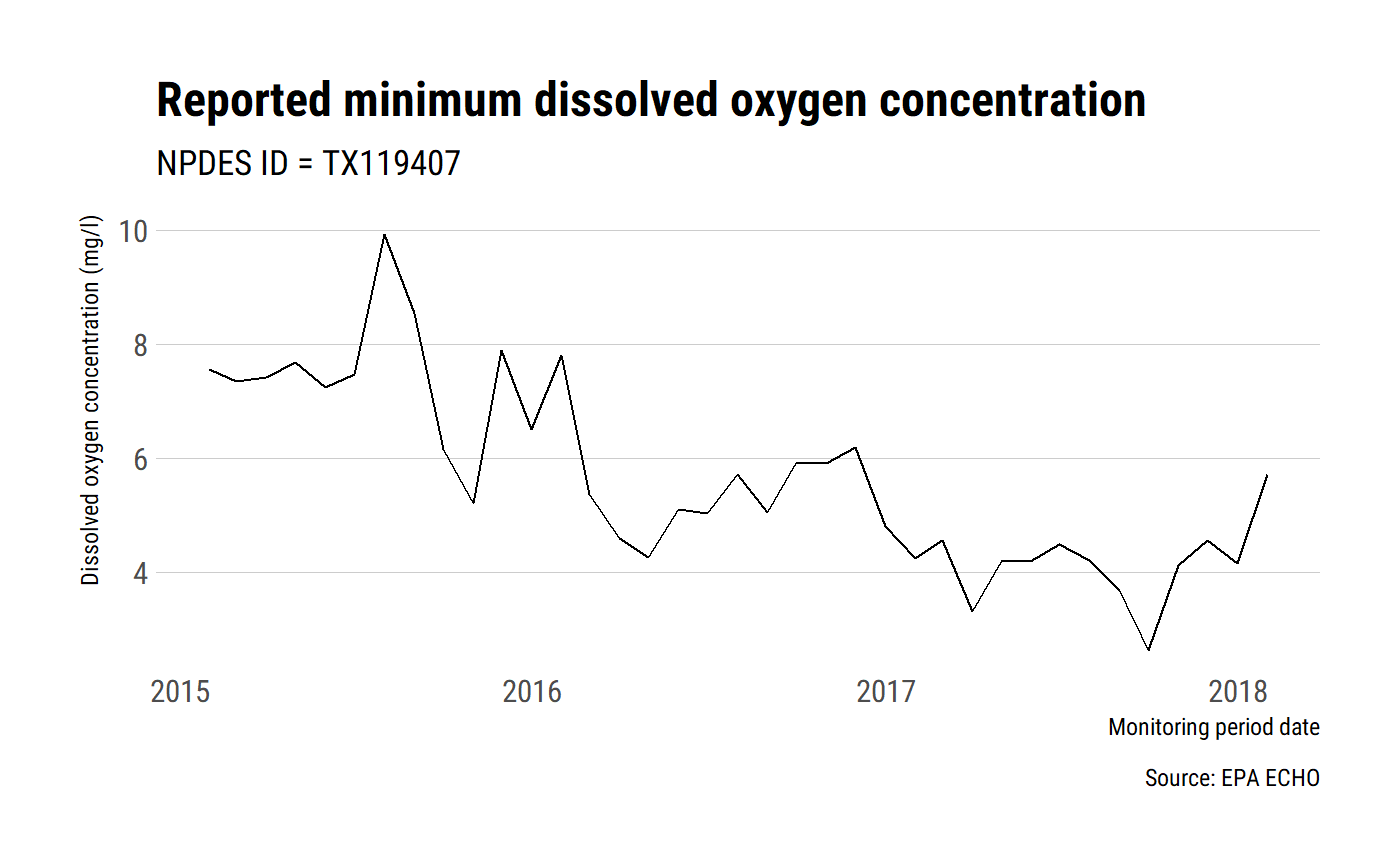 Reported minimum dissolved oxygen concentration
NPDES ID = TX119407
Dissolved oxygen concentration (mg/l)
10
8
6
4
2015 2016 2017 2018
Monitoring period date
Source: EPA ECHO